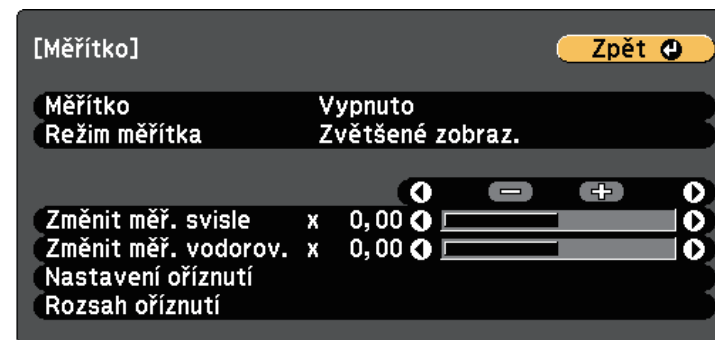 [Měřítko] Zpět
Měřítko Vypnuto
Režim měřítka Zvětšené zobraz.
− +
Změnit měř. svisle x 0,00
Změnit měř. vodorov. x 0,00
Nastavení oříznutí
Rozsah oříznutí